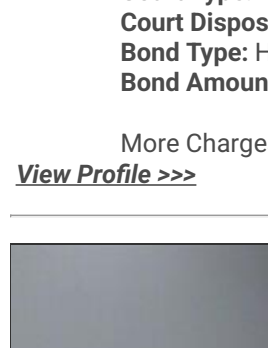 Court Dispos
Bond Type: H
Bond Amoun
More Charge
View Profile >>>